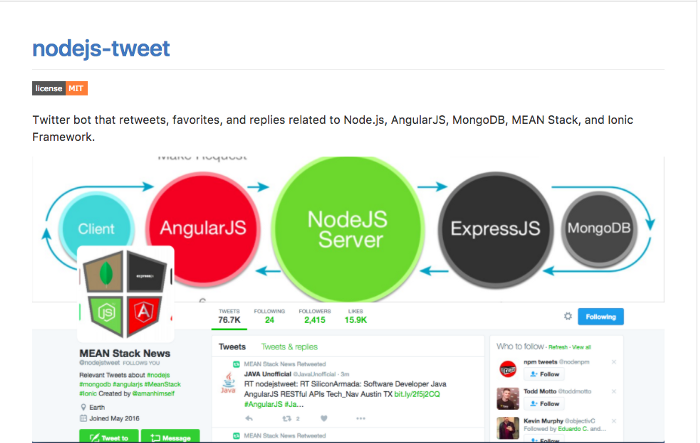 nodejs-tweet
license MIT
Twitter bot that retweets, favorites, and replies related to Node.js, AngularJS, MongoDB, MEAN Stack, and Ionic
Framework.
Make Request
Client
AngularJS
NodeJS
Server
ExpressJS
MongoDB
TWEETS
76.7K
FOLLOWING
24
FOLLOWERS
2,415
LIKES
15.9K
Following
MEAN Stack News
@nodejstweet FOLLOWS YOU
Relevant Tweets about #nodejs
#mongodb #angularjs #MeanStack
#ionic Created by @amanhimself
Earth
Joined May 2016
Tweet to
Message
Tweets
Tweets & replies
MEAN Stack News Retweeted
JAVA Unofficial @JavaUnofficial · 3m
RT nodejstweet: RT SiliconArmada: Software Developer Java
AngularJS RESTful APIs Tech_Nav Austin TX bit.ly/2f5j2CQ
#AngularJS #Ja...
2
MEAN Stack News Retweeted
Who to follow · Refresh · View all
npm tweets @nodenpm
Follow
Todd Motto @toddmotto
Follow
Kevin Murphy @objectivC
Followed by Eduardo C. and...
Follow